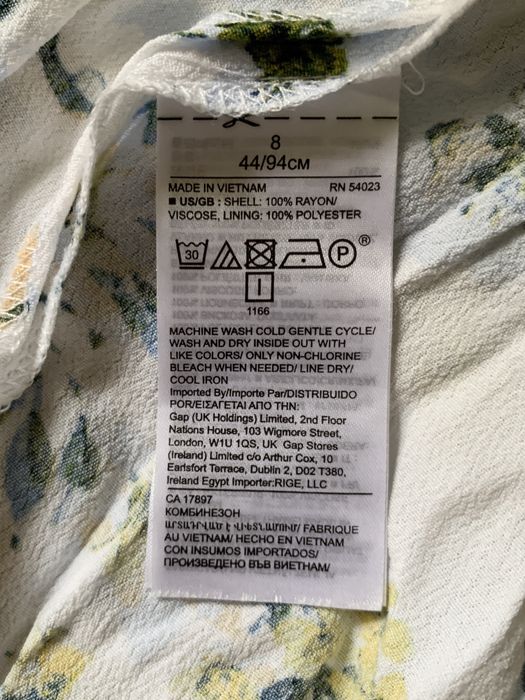 8
44/94CM
MADE IN VIETNAM RN 54023
■ US/GB : SHELL: 100% RAYON/
VISCOSE, LINING: 100% POLYESTER
30 P ®
I
1166
MACHINE WASH COLD GENTLE CYCLE/
WASH AND DRY INSIDE OUT WITH
LIKE COLORS/ ONLY NON-CHLORINE
BLEACH WHEN NEEDED/ LINE DRY/
COOL IRON
Imported By/Importe Par/DISTRIBUIDO
POR/ΕΙΣΑΓΕΤΑΙ ΑΠΟ ΤΗΝ:
Gap (UK Holdings) Limited, 2nd Floor
Nations House, 103 Wigmore Street,
London, W1U 1QS, UK Gap Stores
(Ireland) Limited c/o Arthur Cox, 10
Earlsfort Terrace, Dublin 2, D02 T380,
Ireland Egypt Importer:RIGE, LLC
CA 17897
КОМБИНЕЗОН
ԱՐՏԱԴՐՎԱԾ Է ՎԻԵՏՆԱՄՈՒՄ/ FABRIQUE
AU VIETNAM/ HECHO EN VIETNAM
CON INSUMOS IMPORTADOS/
ПРОИЗВЕДЕНО ВЪВ ВИЕТНАМ/